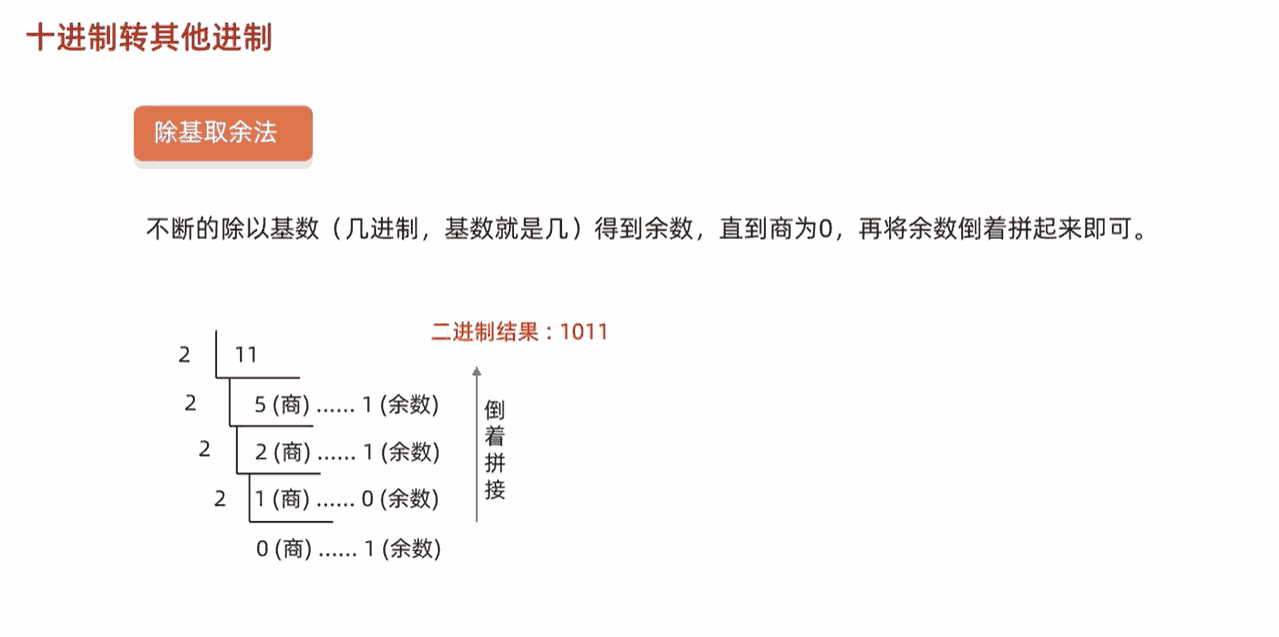 十进制转其他进制
除基取余法
不断的除以基数（几进制，基数就是几）得到余数，直到商为0，再将余数倒着拼起来即可。
二进制结果：1011
2 11
2 5 (商) ...... 1 (余数)
2 2 (商) ...... 1 (余数)
2 1 (商) ...... 0 (余数)
0 (商) ...... 1 (余数)
倒着拼接